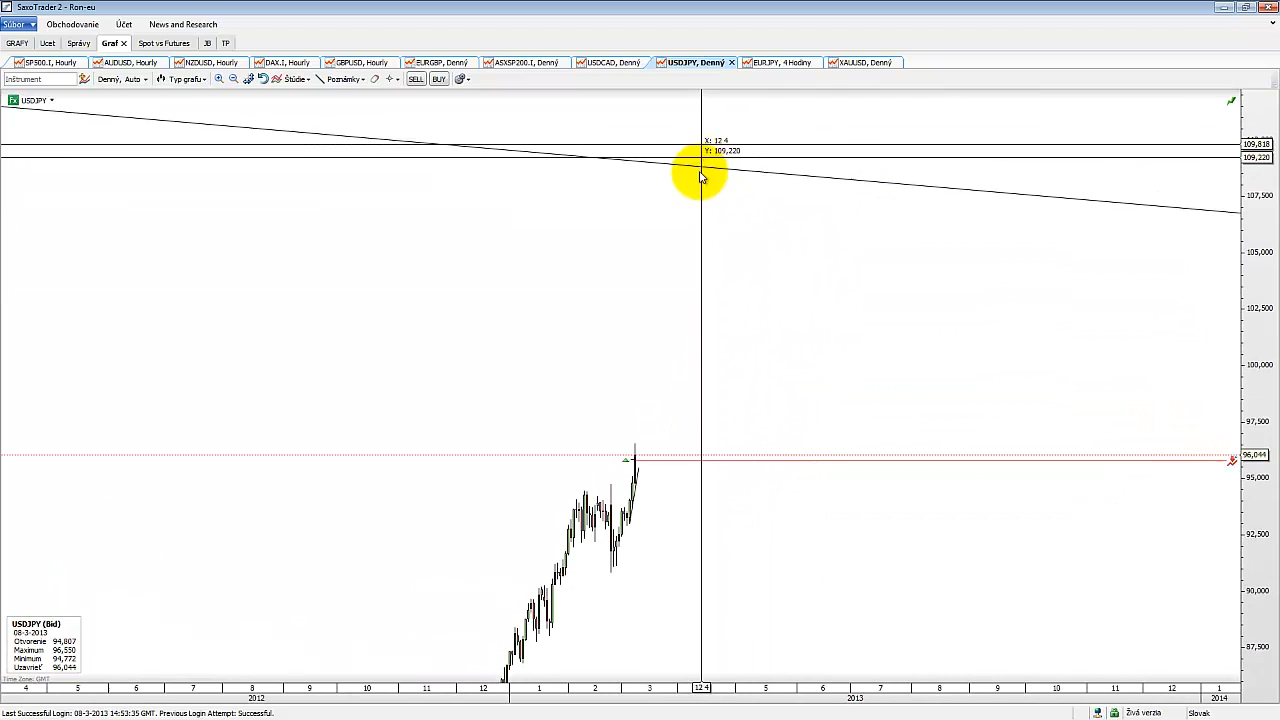 SaxoTrader 2 - Ron-eu
Súbor Obchodovanie Účet News and Research
GRAFY Ucet Správy Graf X Spot vs Futures JB TP
SP500.I, Hourly AUDUSD, Hourly NZDUSD, Hourly DAX.I, Hourly GBPUSD, Hourly EURGBP, Denný ASXSP200.I, Denný USDCAD, Denný USDJPY, Denný EURJPY, 4 Hodiny XAUUSD, Denný
Inštrument Denný, Auto Typ grafu Štúdie Poznámky SELL BUY
Fx USDJPY
X: 12 4
Y: 109,220
109,818
109,220
107,500
105,000
102,500
100,000
97,500
96,044
95,000
92,500
90,000
87,500
USDJPY (Bid)
08-3-2013
Otvorenie 94,807
Maximum 96,550
Minimum 94,772
Uzavrieť 96,044
Time Zone: GMT
4 5 6 7 8 9 10 11 12 1 2 3 12 4 5 6 7 8 9 10 11 12 1
2012 2013 2014
Last Successful Login: 08-3-2013 14:53:35 GMT. Previous Login Attempt: Successful. Živá verzia Slovak